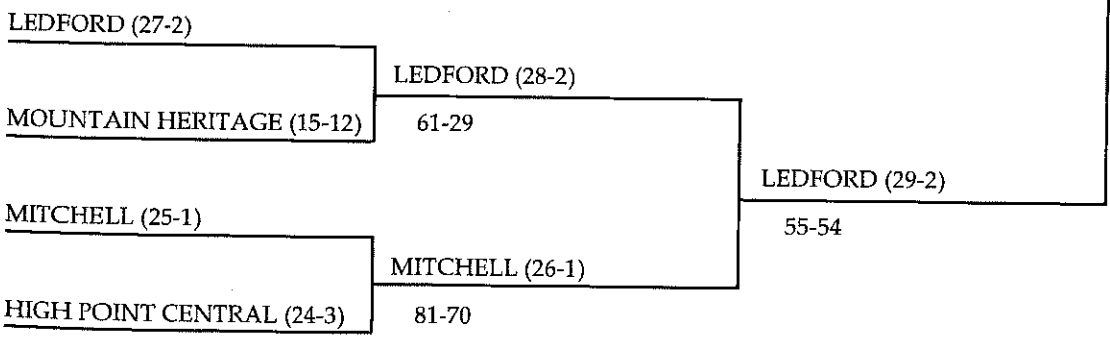 LEDFORD (27-2)
LEDFORD (28-2)
MOUNTAIN HERITAGE (15-12)
61-29
LEDFORD (29-2)
MITCHELL (25-1)
55-54
MITCHELL (26-1)
HIGH POINT CENTRAL (24-3)
81-70